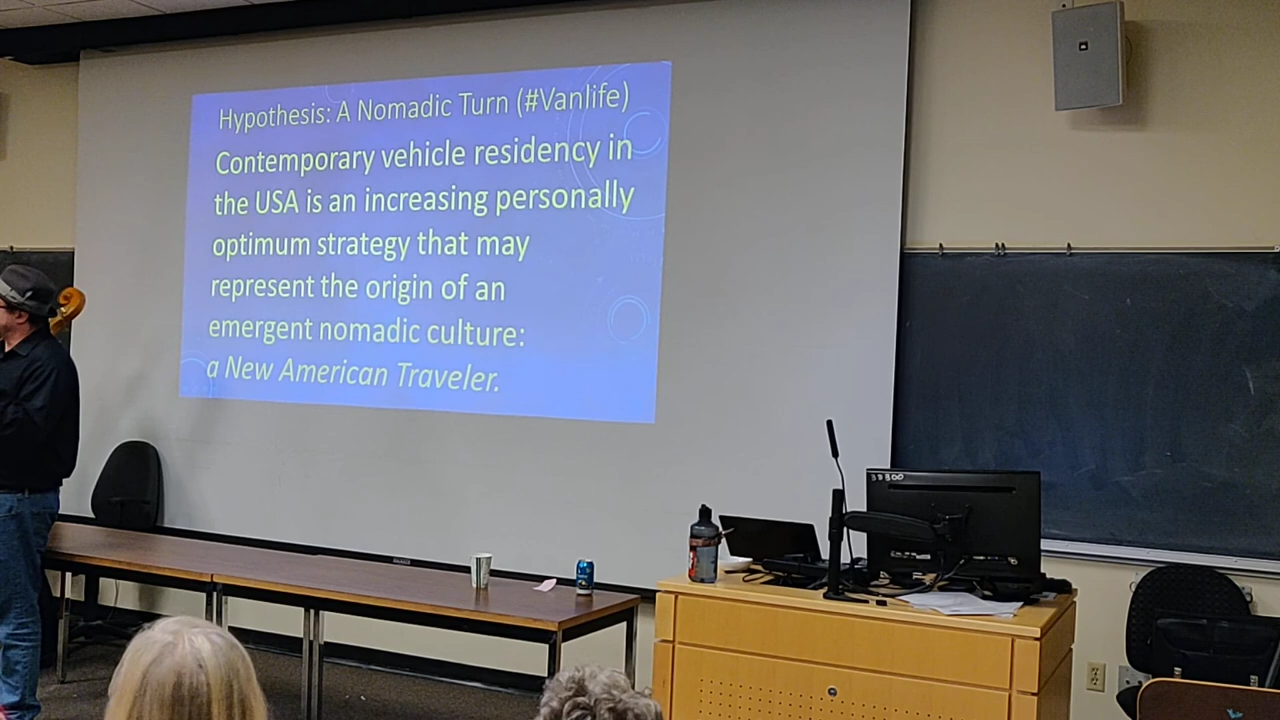 Hypothesis: A Nomadic Turn (#Vanlife)
Contemporary vehicle residency in
the USA is an increasing personally
optimum strategy that may
represent the origin of an
emergent nomadic culture:
a New American Traveler.